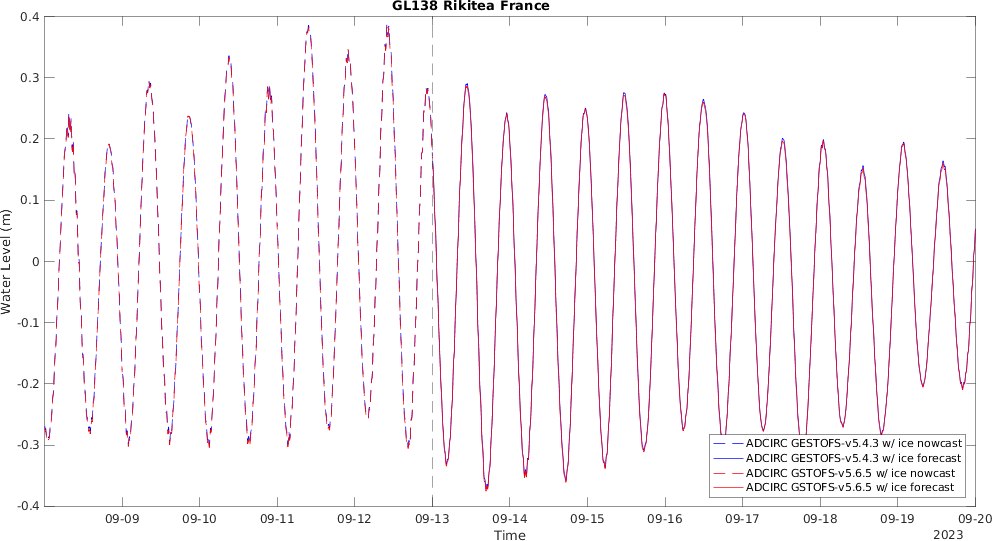 GL138 Rikitea France
0.4
0.3
0.2
0.1
0
-0.1
-0.2
-0.3
-0.4
Water Level (m)
ADCIRC GESTOFS-v5.4.3 w/ ice nowcast
ADCIRC GESTOFS-v5.4.3 w/ ice forecast
ADCIRC GSTOFS-v5.6.5 w/ ice nowcast
ADCIRC GSTOFS-v5.6.5 w/ ice forecast
09-09 09-10 09-11 09-12 09-13 09-14 09-15 09-16 09-17 09-18 09-19 09-20
Time
2023